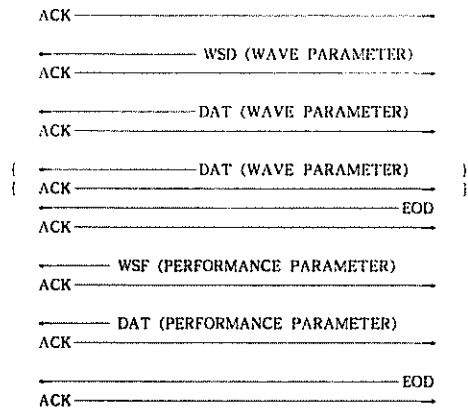 ACK
WSD (WAVE PARAMETER)
ACK
DAT (WAVE PARAMETER)
ACK
{ DAT (WAVE PARAMETER) }
{ ACK }
EOD
ACK
WSF (PERFORMANCE PARAMETER)
ACK
DAT (PERFORMANCE PARAMETER)
ACK
EOD
ACK